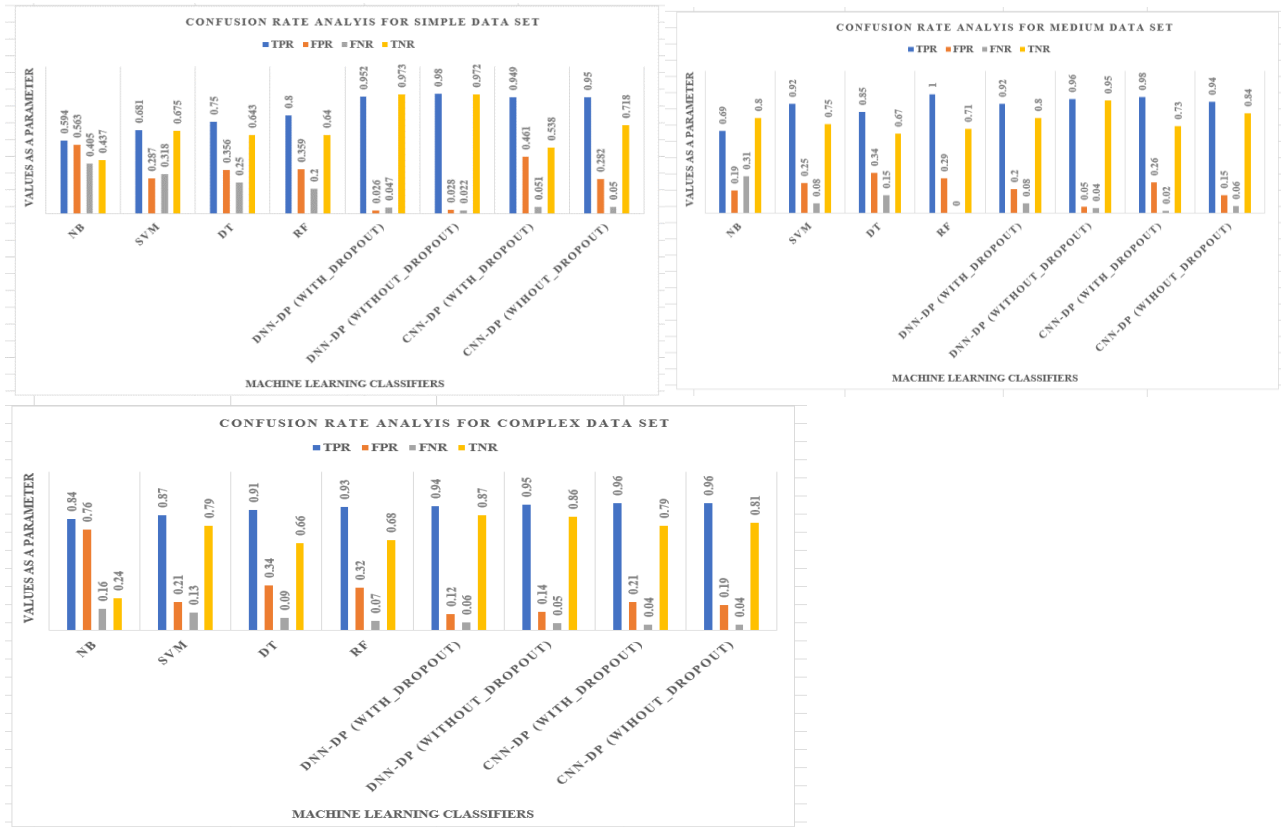 CONFUSION RATE ANALYSIS FOR SIMPLE DATA SET
TPR FPR FNR TNR
VALUES AS A PARAMETER
0.594 0.563 0.405 0.437
0.681 0.287 0.318 0.675
0.75 0.356 0.25 0.643
0.8 0.359 0.2 0.64
0.952 0.026 0.047 0.973
0.98 0.028 0.022 0.972
0.949 0.461 0.051 0.538
0.95 0.282 0.05 0.718
NB
SVM
DT
RF
DNN-DP (WITH_DROPOUT)
DNN-DP (WITHOUT_DROPOUT)
CNN-DP (WITH_DROPOUT)
CNN-DP (WIHOUT_DROPOUT)
MACHINE LEARNING CLASSIFIERS
CONFUSION RATE ANALYIS FOR MEDIUM DATA SET
TPR FPR FNR TNR
VALUES AS A PARAMETER
0.69 0.19 0.31 0.8
0.92 0.25 0.08 0.75
0.85 0.34 0.15 0.67
1 0.29 0 0.71
0.92 0.2 0.08 0.8
0.96 0.05 0.04 0.95
0.98 0.26 0.02 0.73
0.94 0.15 0.06 0.84
NB
SVM
DT
RF
DNN-DP (WITH_DROPOUT)
DNN-DP (WITHOUT_DROPOUT)
CNN-DP (WITH_DROPOUT)
CNN-DP (WIHOUT_DROPOUT)
MACHINE LEARNING CLASSIFIERS
CONFUSION RATE ANALYIS FOR COMPLEX DATA SET
TPR FPR FNR TNR
VALUES AS A PARAMETER
0.84 0.76 0.16 0.24
0.87 0.21 0.13 0.79
0.91 0.34 0.09 0.66
0.93 0.32 0.07 0.68
0.94 0.12 0.06 0.87
0.95 0.14 0.05 0.86
0.96 0.21 0.04 0.79
0.96 0.19 0.04 0.81
NB
SVM
DT
RF
DNN-DP (WITH_DROPOUT)
DNN-DP (WITHOUT_DROPOUT)
CNN-DP (WITH_DROPOUT)
CNN-DP (WIHOUT_DROPOUT)
MACHINE LEARNING CLASSIFIERS